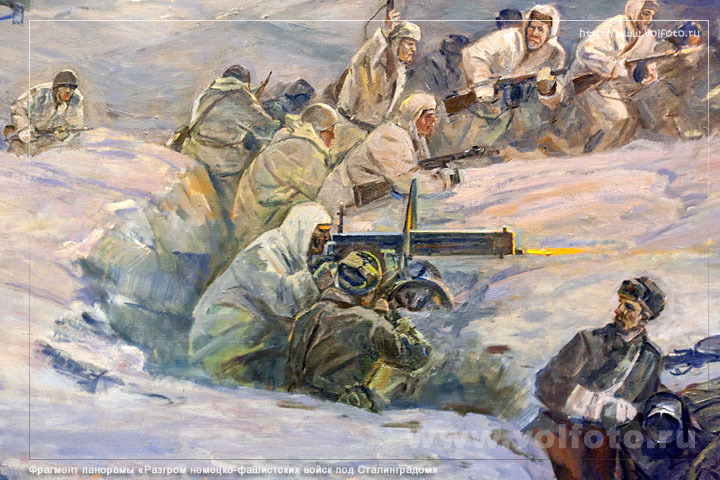 http://www.volfoto.ru
www.volfoto.ru
Фрагмент панорамы «Разгром немецко-фашистских войск под Сталинградом»